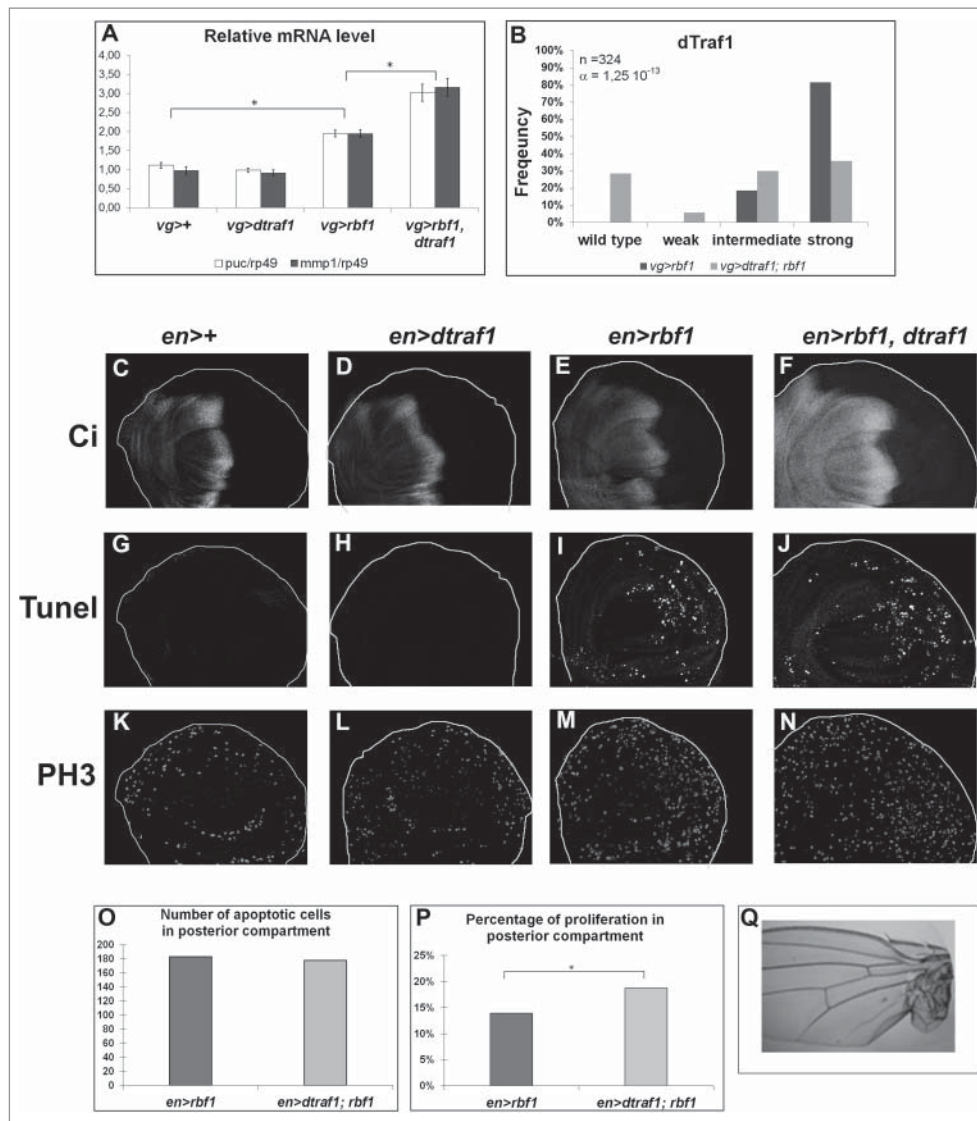 A
Relative mRNA level
4,00
3,50
3,00
2,50
2,00
1,50
1,00
0,50
0,00
*
*
vg>+
vg>dtraf1
vg>rbf1
vg>rbf1,
dtraf1
puc/rp49
mmp1/rp49
B
dTraf1
n =324
α = 1,25 10⁻¹³
Freqeuncy
100%
90%
80%
70%
60%
50%
40%
30%
20%
10%
0%
wild type
weak
intermediate
strong
vg>rbf1
vg>dtraf1; rbf1
en>+
en>dtraf1
en>rbf1
en>rbf1, dtraf1
Ci
C
D
E
F
Tunel
G
H
I
J
PH3
K
L
M
N
O
Number of apoptotic cells
in posterior compartment
200
180
160
140
120
100
80
60
40
20
0
en>rbf1
en>dtraf1; rbf1
P
Percentage of proliferation in
posterior compartment
25%
20%
15%
10%
5%
0%
*
en>rbf1
en>dtraf1; rbf1
Q